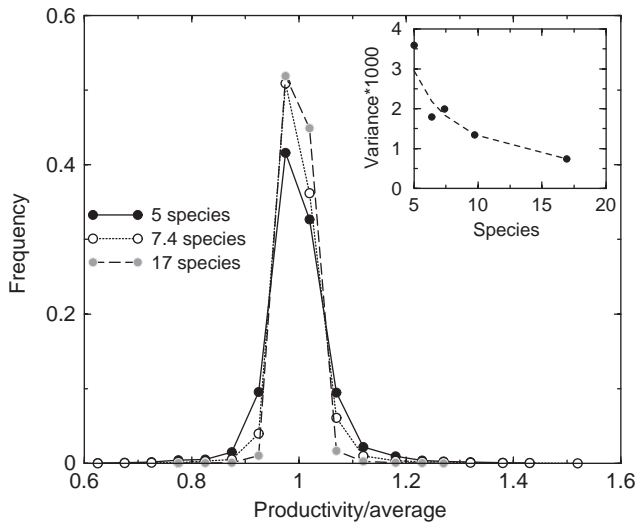 0.6
0.4
0.2
0
Frequency
0.6
0.8
1
1.2
1.4
1.6
Productivity/average
5 species
7.4 species
17 species
4
3
2
1
0
Variance*1000
5
10
15
20
Species